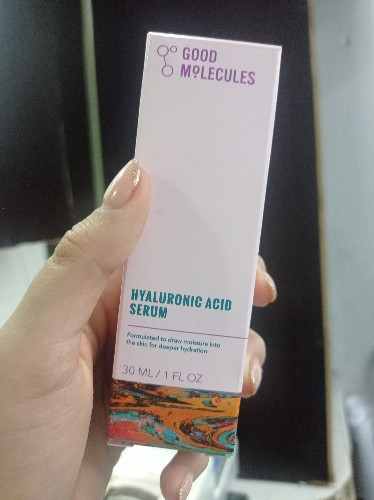 GOOD
MOLECULES
HYALURONIC ACID
SERUM
Formulated to draw moisture into
the skin for deeper hydration
30 ML / 1 FL OZ